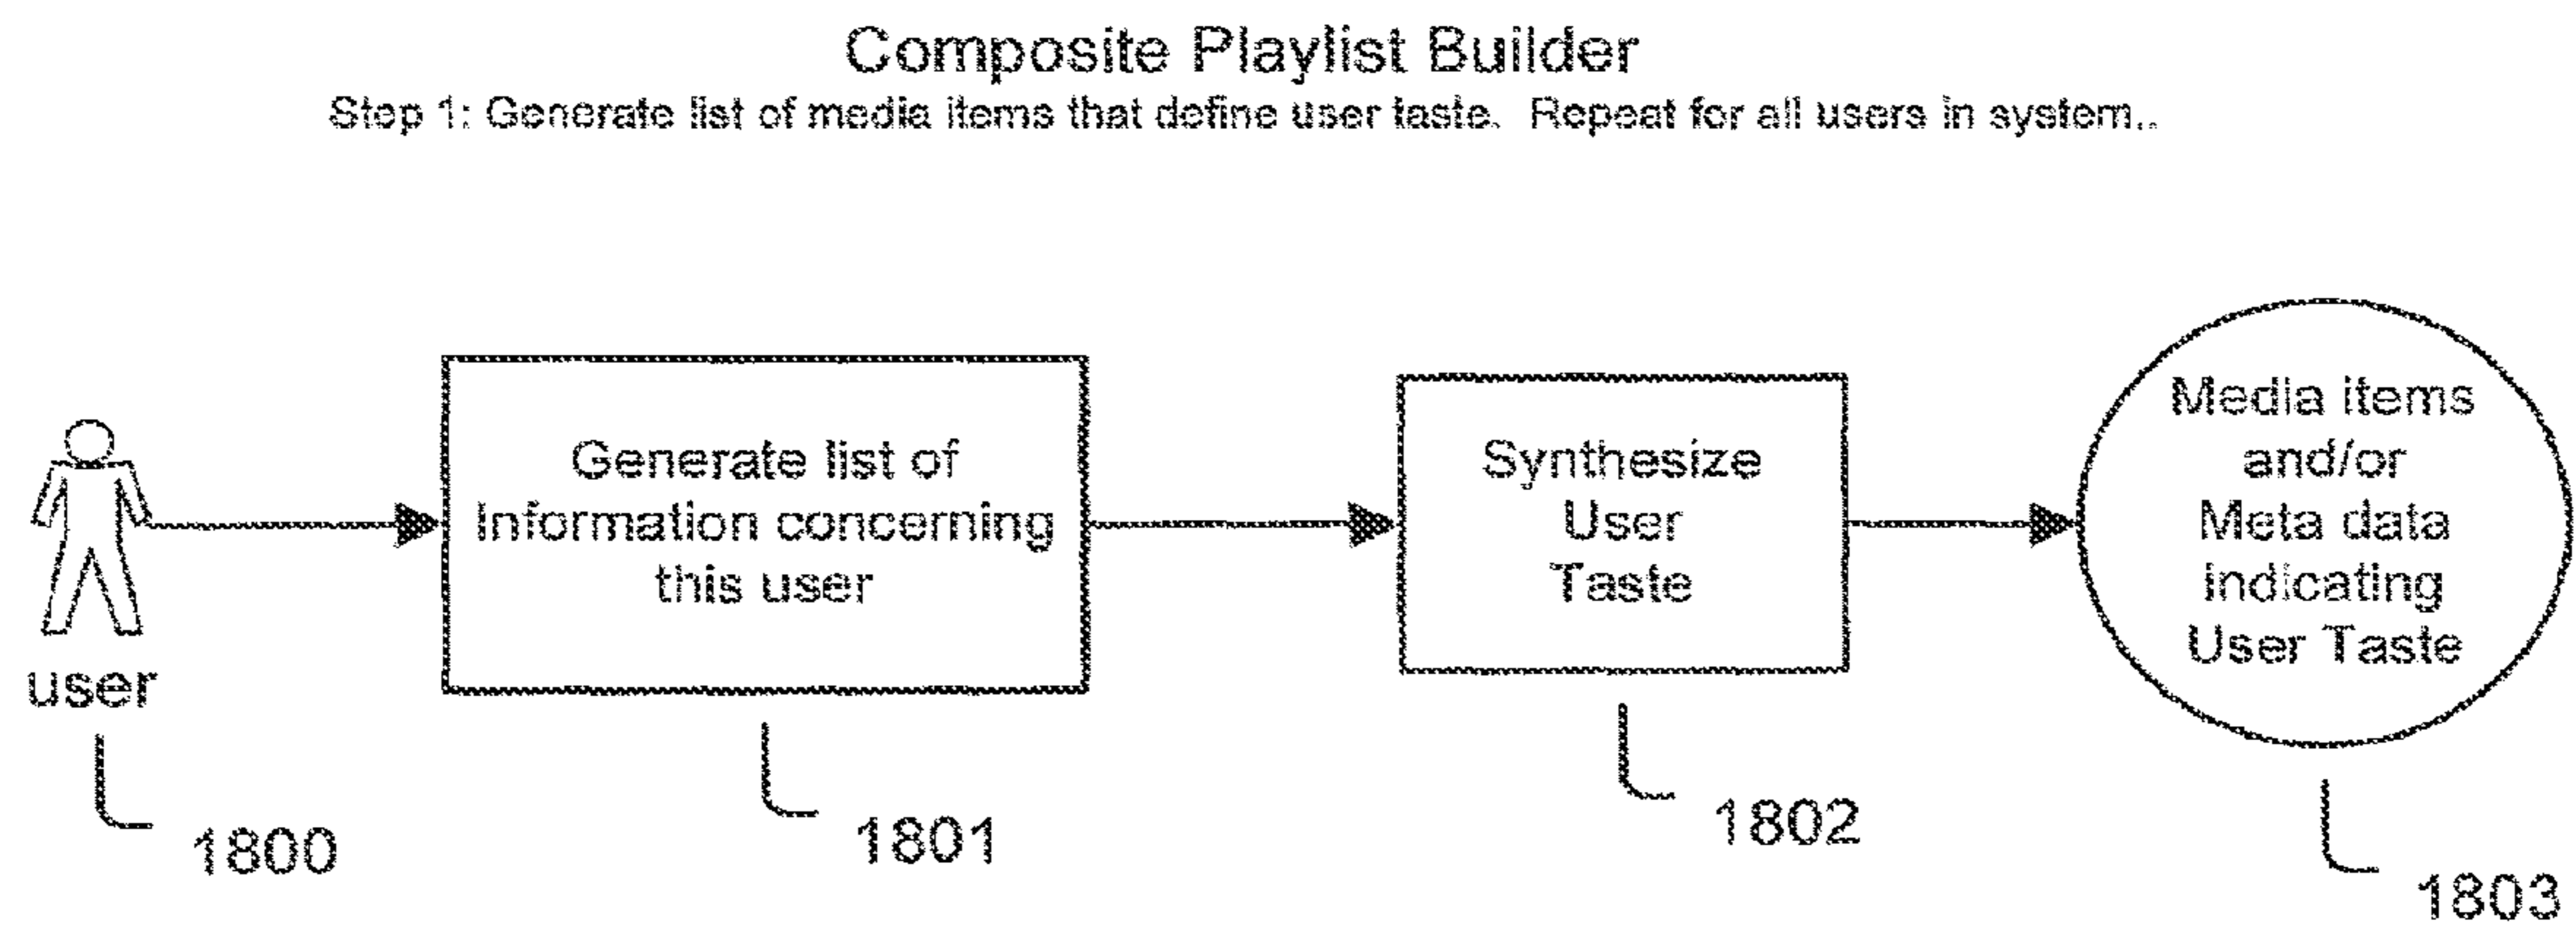 Composite Playlist Builder
Step 1: Generate list of media items that define user taste.  Repeat for all users in system..
Generate list of
Information concerning
this user
Synthesize
User
Taste
Media items
and/or
Meta data
indicating
User Taste
user
1800
1801
1802
1803